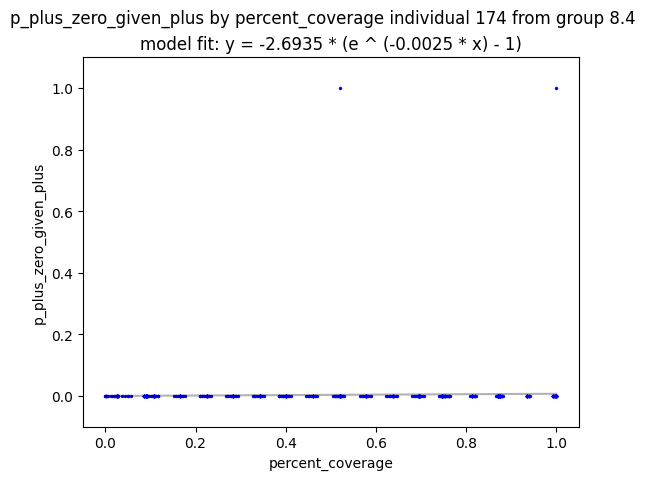 p_plus_zero_given_plus by percent_coverage individual 174 from group 8.4
model fit: y = -2.6935 * (e ^ (-0.0025 * x) - 1)
1.0
0.8
0.6
0.4
0.2
0.0
p_plus_zero_given_plus
0.0 0.2 0.4 0.6 0.8 1.0
percent_coverage